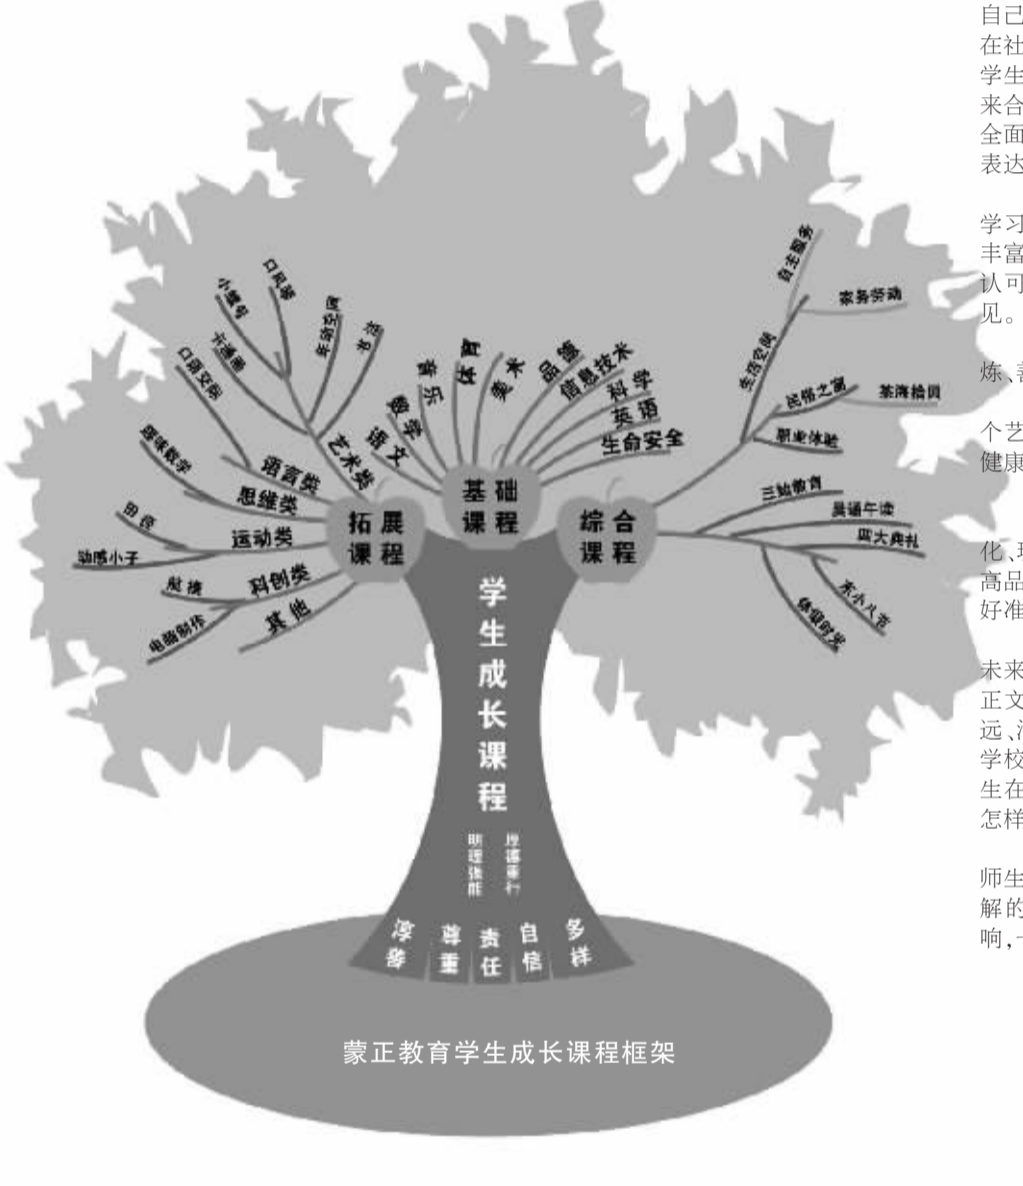 自主服务
家务劳动
生活空间
民俗之窗
茶海拾贝
职业体验
三姑教育
晨诵午读
四大典礼
东小八节
口风琴
小编号
年画空间
书法
卡通画
口语交际
艺术类
语言类
趣味数学
思维类
田径
运动类
动感小子
航模
科创类
电脑制作
其他
语文
数学
音乐
体育
美术
品德
信息技术
科学
英语
生命安全
基础
课程
拓展
课程
综合
课程
学生成长课程
明理强能
厚德重行
淳善
尊重
责任
自信
多样
蒙正教育学生成长课程框架
自己
在社
学生
来合
全面
表达
学习
丰富
认可
见。
炼、善
个艺
健康
化、理
高品
好准
未来
正文
远、
学校
生在
怎样
师生
解的
响,